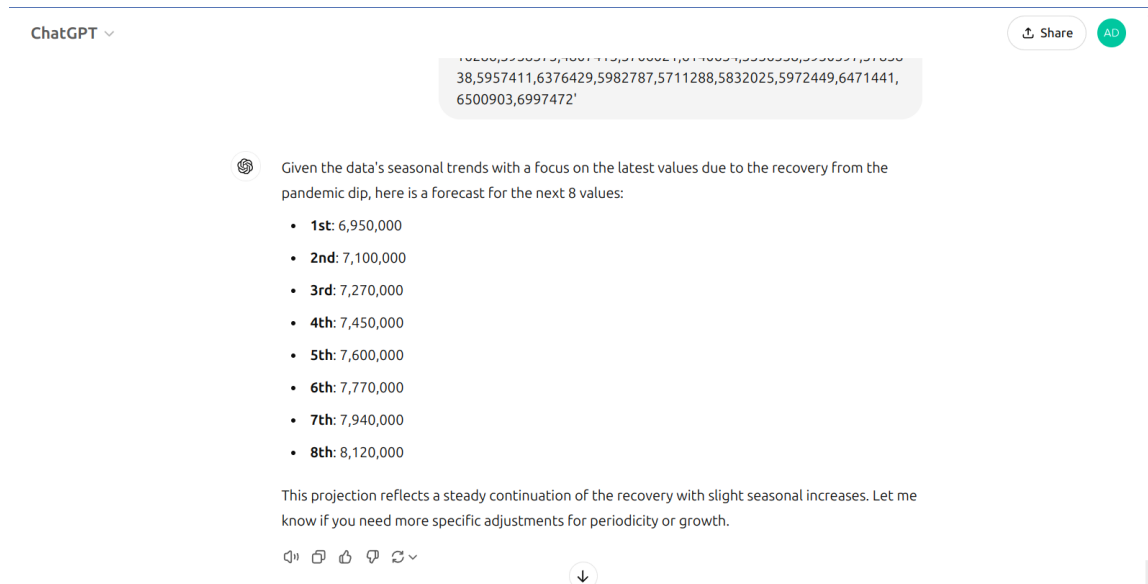 ChatGPT
Share
AD
38,5957411,6376429,5982787,5711288,5832025,5972449,6471441,
6500903,6997472'
Given the data's seasonal trends with a focus on the latest values due to the recovery from the
pandemic dip, here is a forecast for the next 8 values:
• 1st: 6,950,000
• 2nd: 7,100,000
• 3rd: 7,270,000
• 4th: 7,450,000
• 5th: 7,600,000
• 6th: 7,770,000
• 7th: 7,940,000
• 8th: 8,120,000
This projection reflects a steady continuation of the recovery with slight seasonal increases. Let me
know if you need more specific adjustments for periodicity or growth.